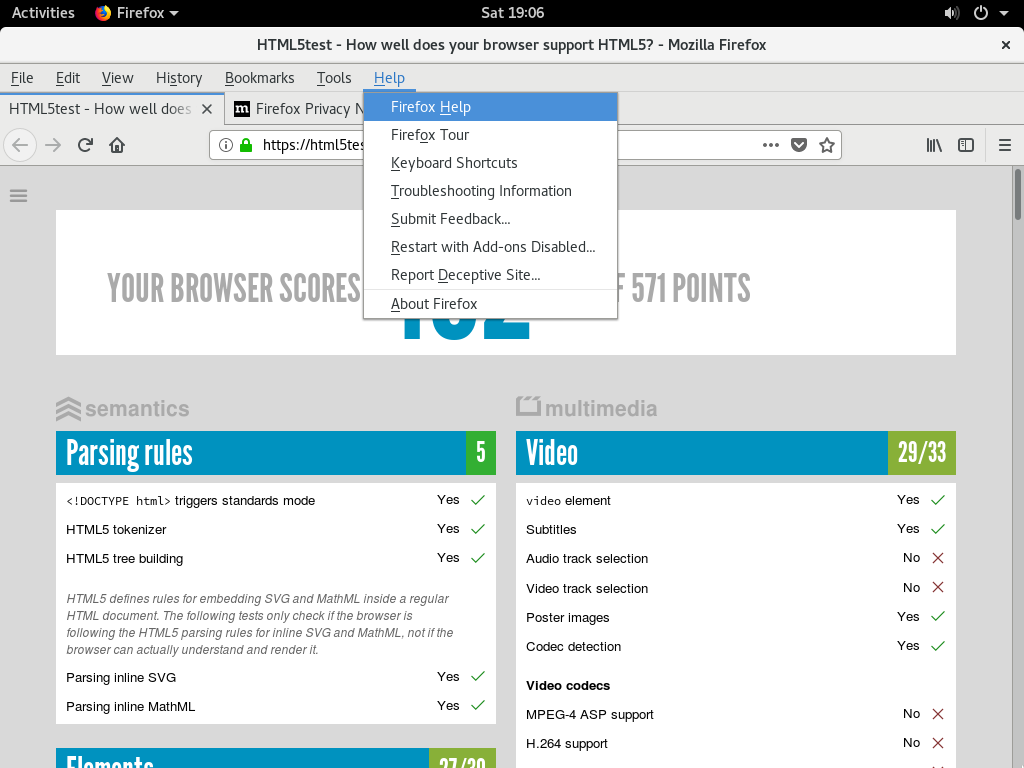 Activities Firefox Sat 19:06
HTML5test - How well does your browser support HTML5? - Mozilla Firefox
File Edit View History Bookmarks Tools Help
HTML5test - How well does Firefox Privacy N
https://html5tes
Firefox Help
Firefox Tour
Keyboard Shortcuts
Troubleshooting Information
Submit Feedback...
Restart with Add-ons Disabled...
Report Deceptive Site...
About Firefox
YOUR BROWSER SCORES F 571 POINTS
semantics
Parsing rules 5
<!DOCTYPE html> triggers standards mode Yes
HTML5 tokenizer Yes
HTML5 tree building Yes
HTML5 defines rules for embedding SVG and MathML inside a regular
HTML document. The following tests only check if the browser is
following the HTML5 parsing rules for inline SVG and MathML, not if the
browser can actually understand and render it.
Parsing inline SVG Yes
Parsing inline MathML Yes
Elements 27/30
multimedia
Video 29/33
video element Yes
Subtitles Yes
Audio track selection No
Video track selection No
Poster images Yes
Codec detection Yes
Video codecs
MPEG-4 ASP support No
H.264 support No